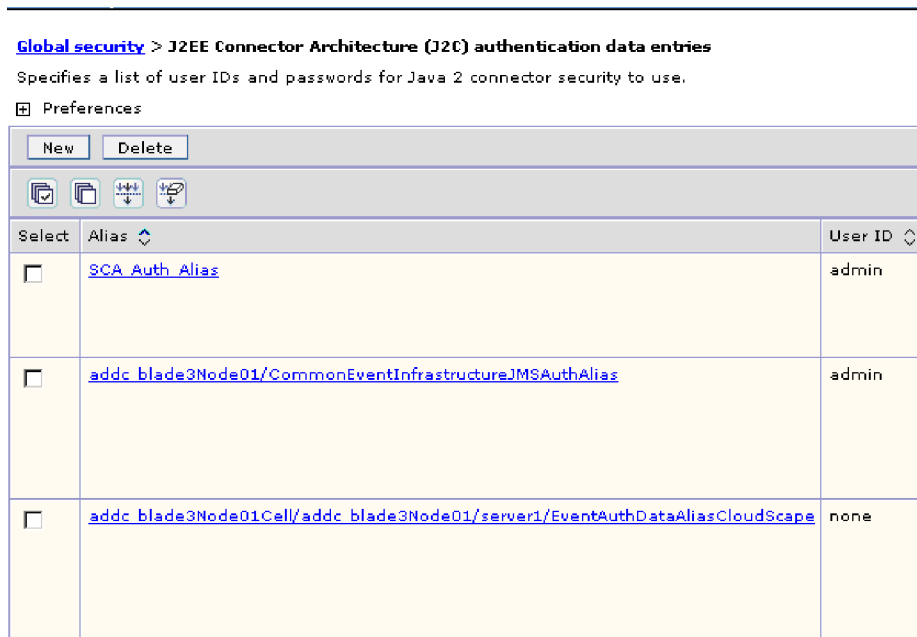 Global security > J2EE Connector Architecture (J2C) authentication data entries
Specifies a list of user IDs and passwords for Java 2 connector security to use.
Preferences
New Delete
Select Alias User ID
SCA_Auth_Alias admin
addc_blade3Node01/CommonEventInfrastructureJMSAuthAlias admin
addc_blade3Node01Cell/addc_blade3Node01/server1/EventAuthDataAliasCloudScape none